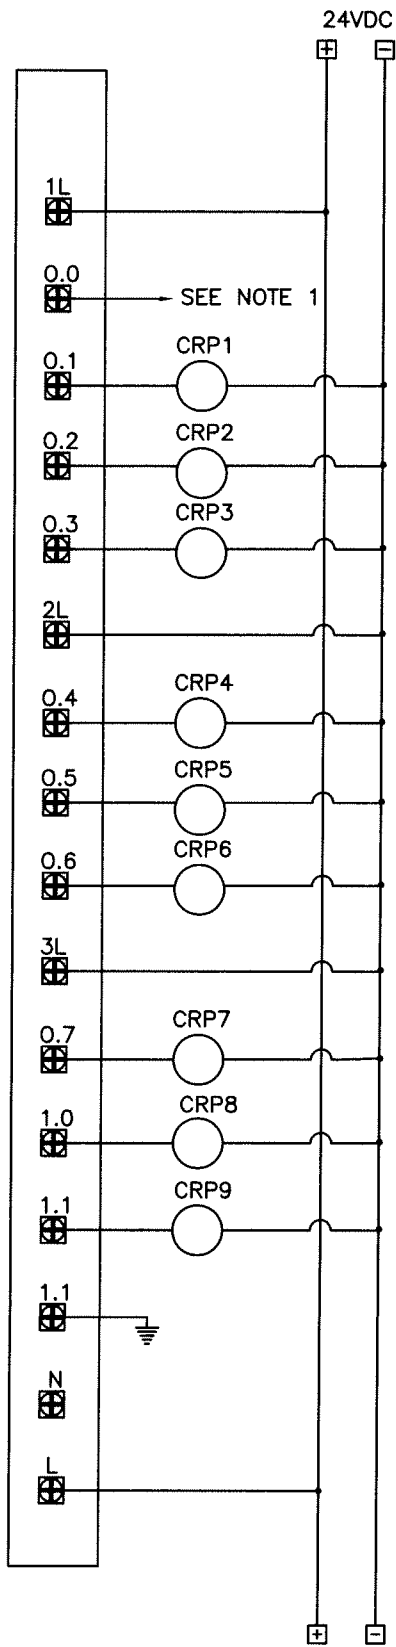 24VDC
+ −
1L
0.0
SEE NOTE 1
0.1
CRP1
0.2
CRP2
0.3
CRP3
2L
0.4
CRP4
0.5
CRP5
0.6
CRP6
3L
0.7
CRP7
1.0
CRP8
1.1
CRP9
1.1
N
L
+ −